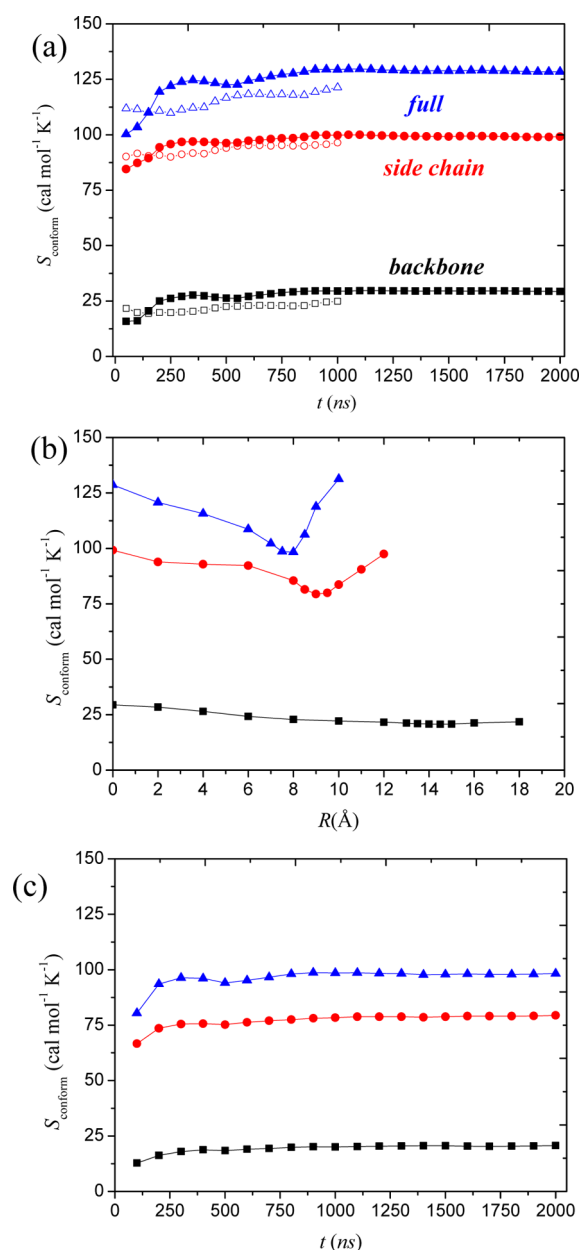 (a)
150
125
100
75
50
25
0
S_conform (cal mol⁻¹ K⁻¹)
full
side chain
backbone
0 250 500 750 1000 1250 1500 1750 2000
t (ns)
(b)
150
125
100
75
50
25
0
S_conform (cal mol⁻¹ K⁻¹)
0 2 4 6 8 10 12 14 16 18 20
R(Å)
(c)
150
125
100
75
50
25
0
S_conform (cal mol⁻¹ K⁻¹)
0 250 500 750 1000 1250 1500 1750 2000
t (ns)